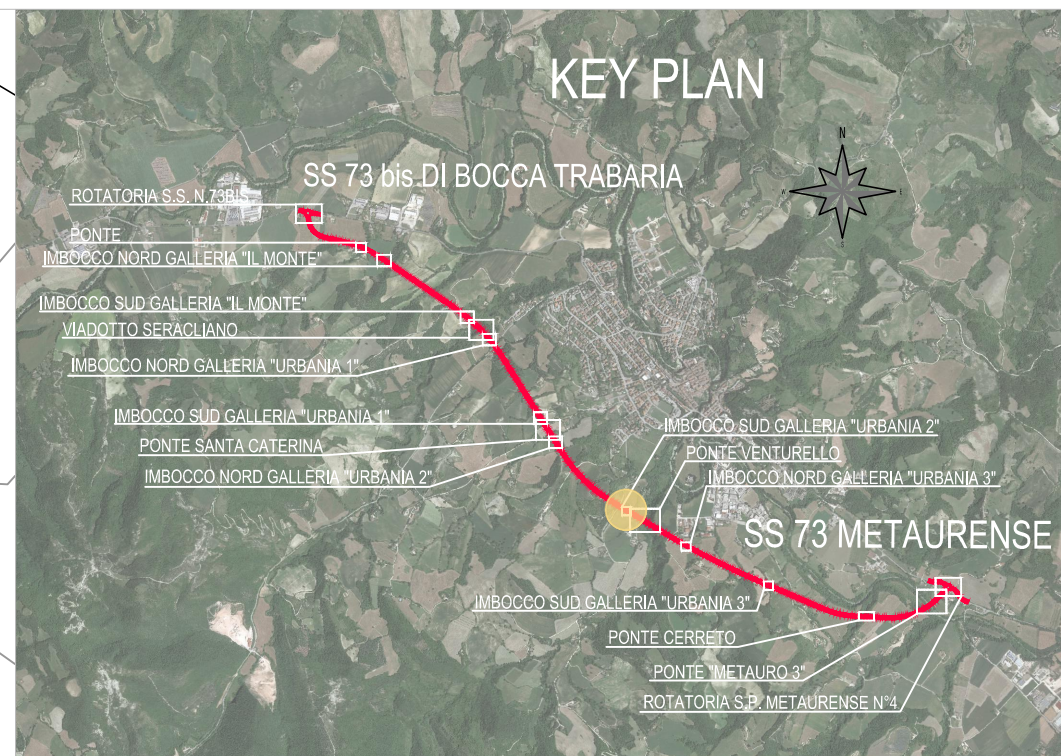 KEY PLAN
N
W
E
S
SS 73 bis DI BOCCA TRABARIA
ROTATORIA S.S. N.73BIS
PONTE
IMBOCCO NORD GALLERIA "IL MONTE"
IMBOCCO SUD GALLERIA "IL MONTE"
VIADOTTO SERACLIANO
IMBOCCO NORD GALLERIA "URBANIA 1"
IMBOCCO SUD GALLERIA "URBANIA 1"
PONTE SANTA CATERINA
IMBOCCO NORD GALLERIA "URBANIA 2"
IMBOCCO SUD GALLERIA "URBANIA 2"
PONTE VENTURELLO
IMBOCCO NORD GALLERIA "URBANIA 3"
SS 73 METAURENSE
IMBOCCO SUD GALLERIA "URBANIA 3"
PONTE CERRETO
PONTE "METAURO 3"
ROTATORIA S.P. METAURENSE N°4